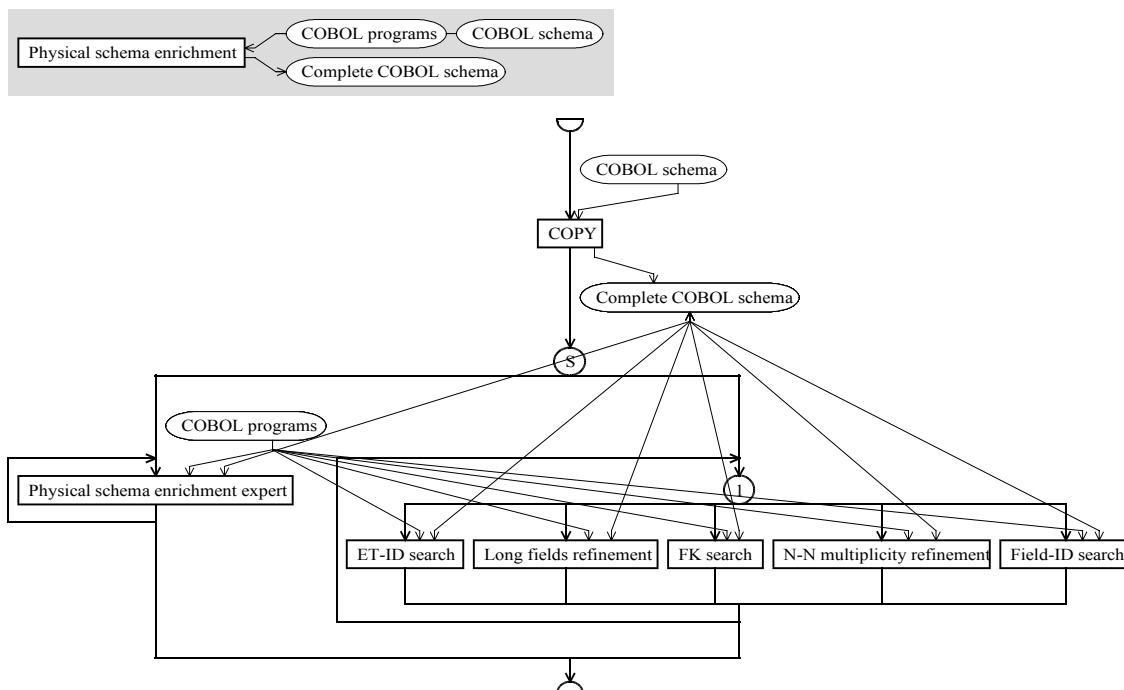 COBOL programs
COBOL schema
Physical schema enrichment
Complete COBOL schema
COBOL schema
COPY
Complete COBOL schema
S
COBOL programs
Physical schema enrichment expert
1
ET-ID search
Long fields refinement
FK search
N-N multiplicity refinement
Field-ID search